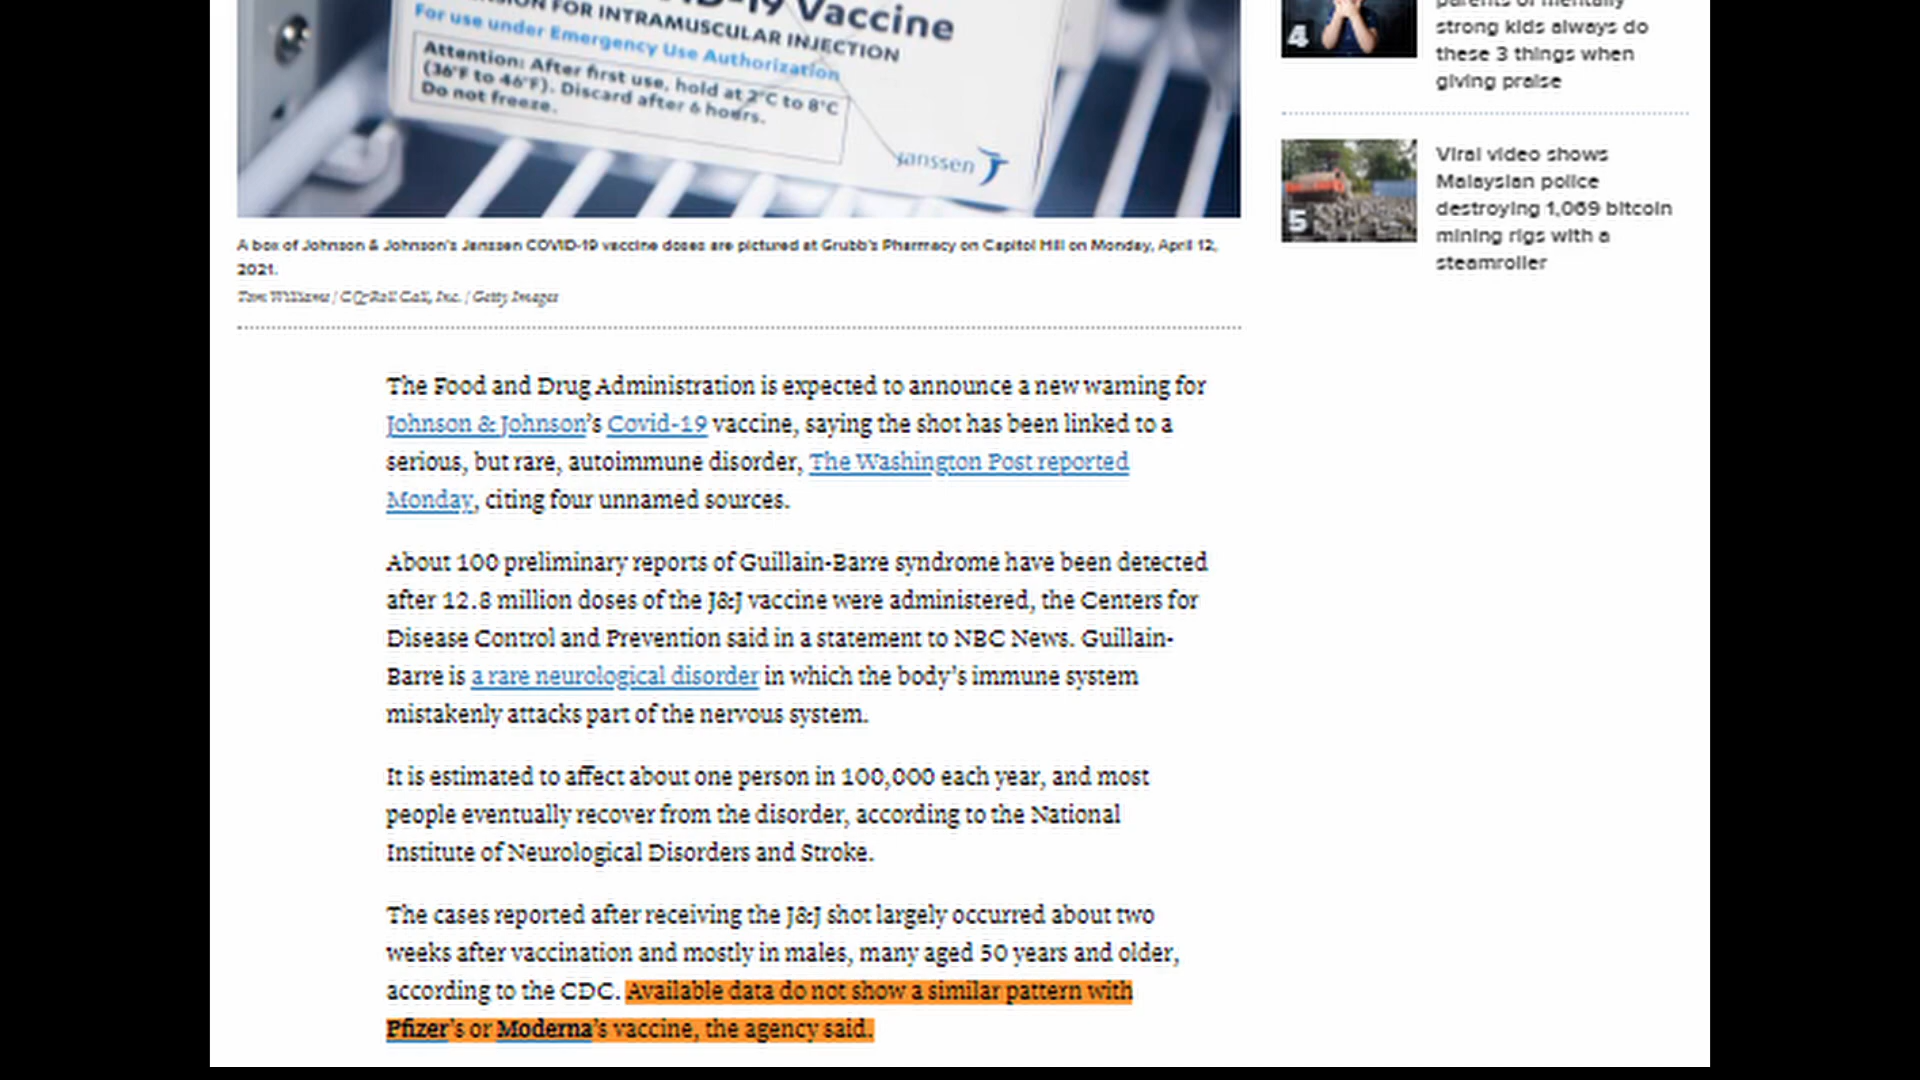 COVID-19 Vaccine
FOR INTRAMUSCULAR INJECTION
For use under Emergency Use Authorization
Attention: After first use, hold at 2°C to 8°C
(36°F to 46°F). Discard after 6 hours.
Do not freeze.
janssen
A box of Johnson & Johnson's Janssen COVID-19 vaccine doses are pictured at Grubb's Pharmacy on Capitol Hill on Monday, April 12,
2021.
Tom Williams | CQ-Roll Call, Inc. | Getty Images
The Food and Drug Administration is expected to announce a new warning for
Johnson & Johnson’s Covid-19 vaccine, saying the shot has been linked to a
serious, but rare, autoimmune disorder, The Washington Post reported
Monday, citing four unnamed sources.
About 100 preliminary reports of Guillain-Barre syndrome have been detected
after 12.8 million doses of the J&J vaccine were administered, the Centers for
Disease Control and Prevention said in a statement to NBC News. Guillain-
Barre is a rare neurological disorder in which the body’s immune system
mistakenly attacks part of the nervous system.
It is estimated to affect about one person in 100,000 each year, and most
people eventually recover from the disorder, according to the National
Institute of Neurological Disorders and Stroke.
The cases reported after receiving the J&J shot largely occurred about two
weeks after vaccination and mostly in males, many aged 50 years and older,
according to the CDC. Available data do not show a similar pattern with
Pfizer’s or Moderna’s vaccine, the agency said.
4
parents of mentally
strong kids always do
these 3 things when
giving praise
5
Viral video shows
Malaysian police
destroying 1,069 bitcoin
mining rigs with a
steamroller